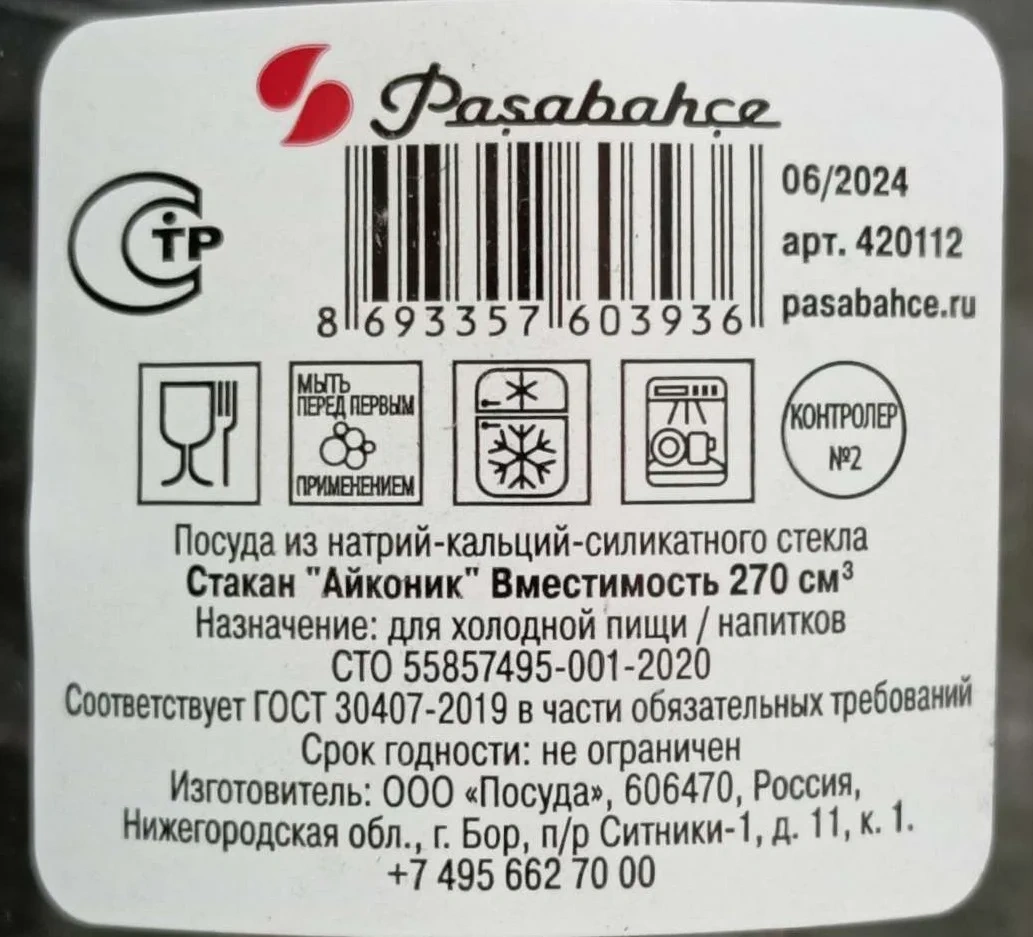 Paşabahçe
06/2024
СТР
арт. 420112
pasabahce.ru
8 693357 603936
МЫТЬ
ПЕРЕД ПЕРВЫМ
ПРИМЕНЕНИЕМ
КОНТРОЛЕР
№2
Посуда из натрий-кальций-силикатного стекла
Стакан "Айконик" Вместимость 270 см³
Назначение: для холодной пищи / напитков
СТО 55857495-001-2020
Соответствует ГОСТ 30407-2019 в части обязательных требований
Срок годности: не ограничен
Изготовитель: ООО «Посуда», 606470, Россия,
Нижегородская обл., г. Бор, п/р Ситники-1, д. 11, к. 1.
+7 495 662 70 00